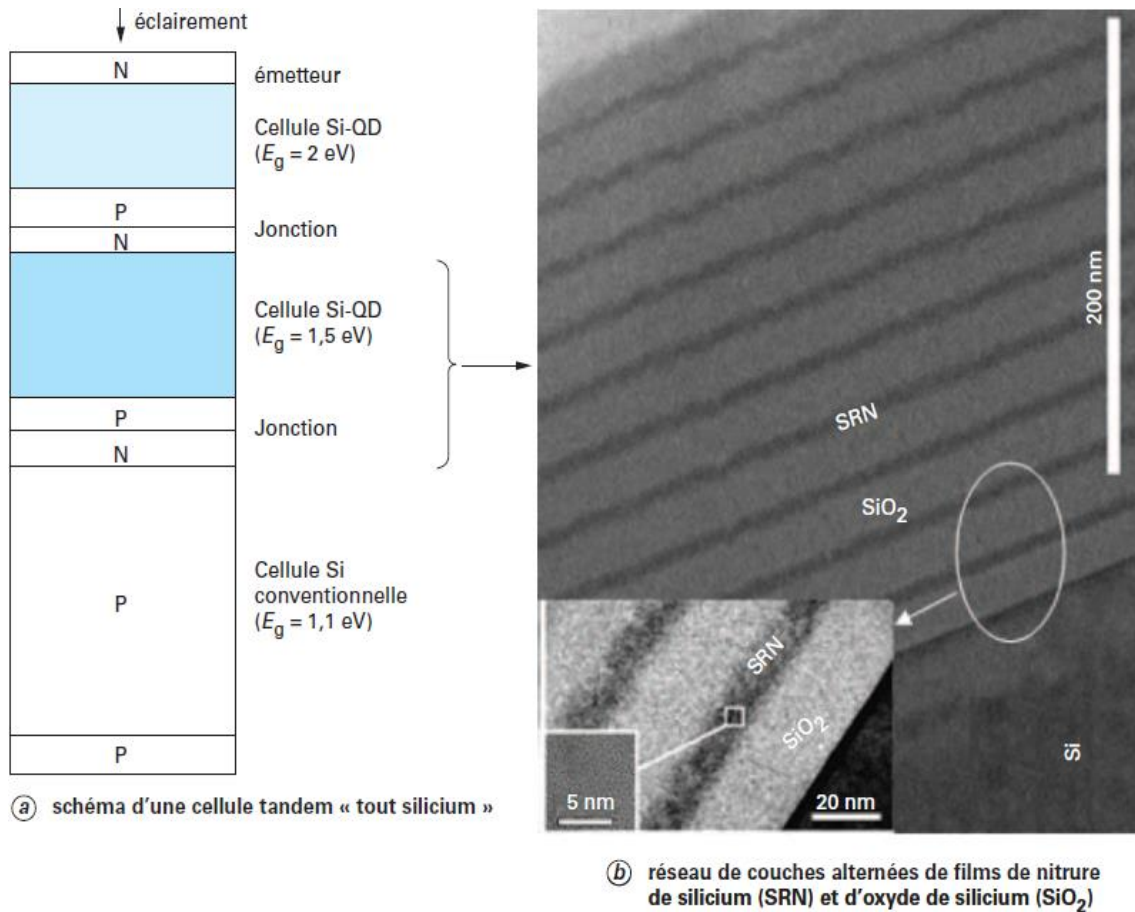 éclairement
N
émetteur
Cellule Si-QD
(Eg = 2 eV)
P
Jonction
N
Cellule Si-QD
(Eg = 1,5 eV)
P
Jonction
N
P
Cellule Si
conventionnelle
(Eg = 1,1 eV)
P
a schéma d'une cellule tandem « tout silicium »
200 nm
SRN
SiO2
SRN
SiO2
Si
5 nm
20 nm
b réseau de couches alternées de films de nitrure
de silicium (SRN) et d'oxyde de silicium (SiO2)